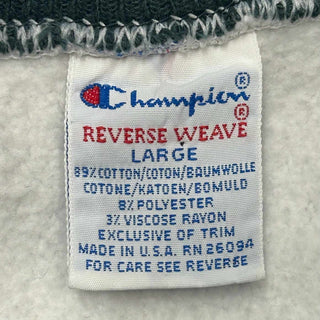 Champion®
REVERSE WEAVE®
LARGE
89% COTTON/COTON/BAUMWOLLE
COTONE/KATOEN/BOMULD
8% POLYESTER
3% VISCOSE RAYON
EXCLUSIVE OF TRIM
MADE IN U.S.A. RN 26094
FOR CARE SEE REVERSE